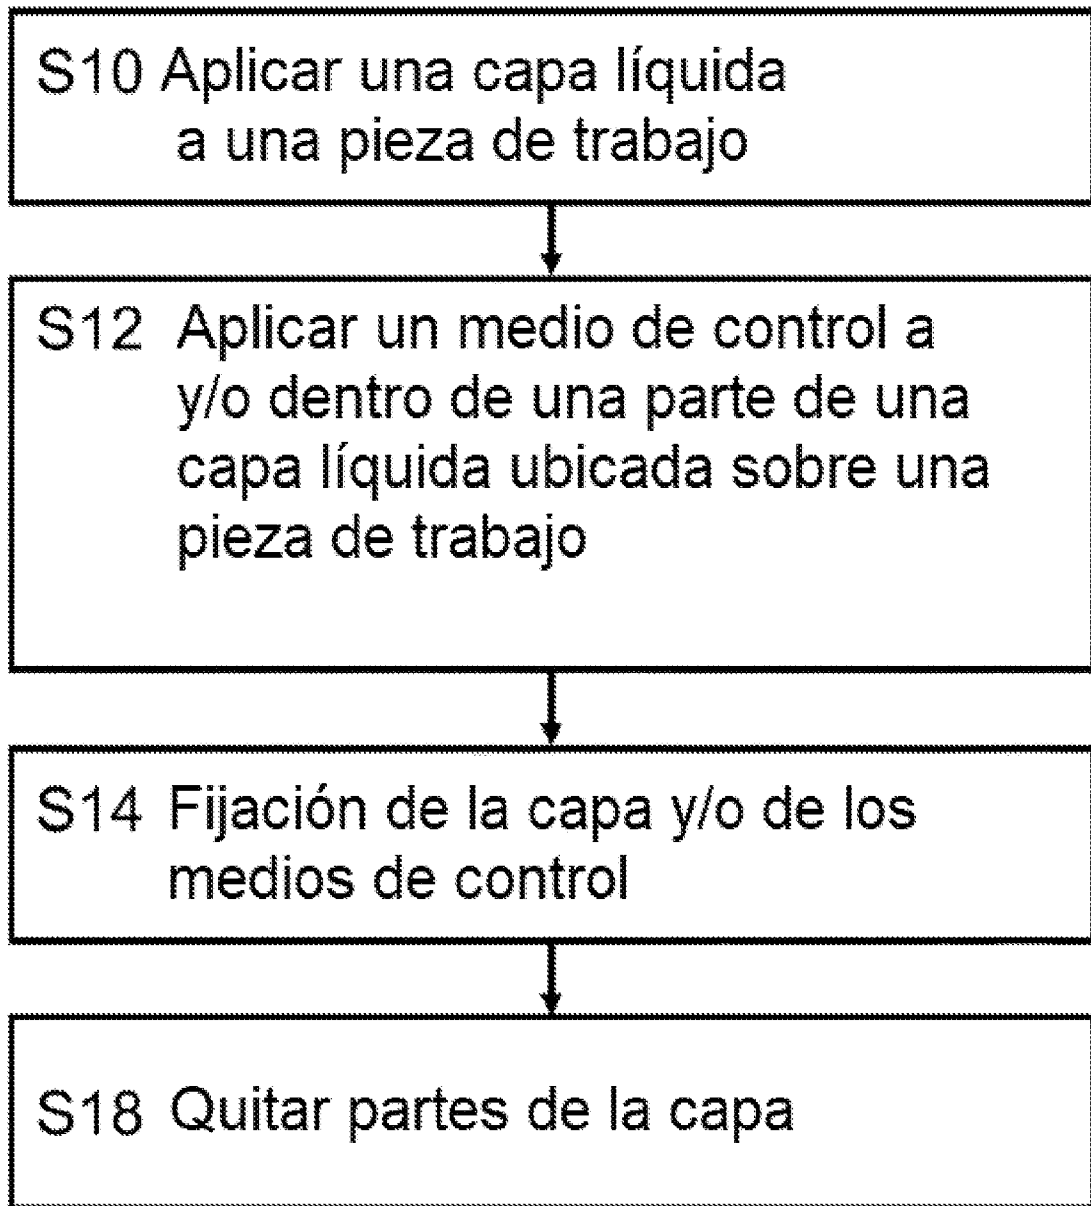 S10 Aplicar una capa líquida
a una pieza de trabajo
S12 Aplicar un medio de control a
y/o dentro de una parte de una
capa líquida ubicada sobre una
pieza de trabajo
S14 Fijación de la capa y/o de los
medios de control
S18 Quitar partes de la capa